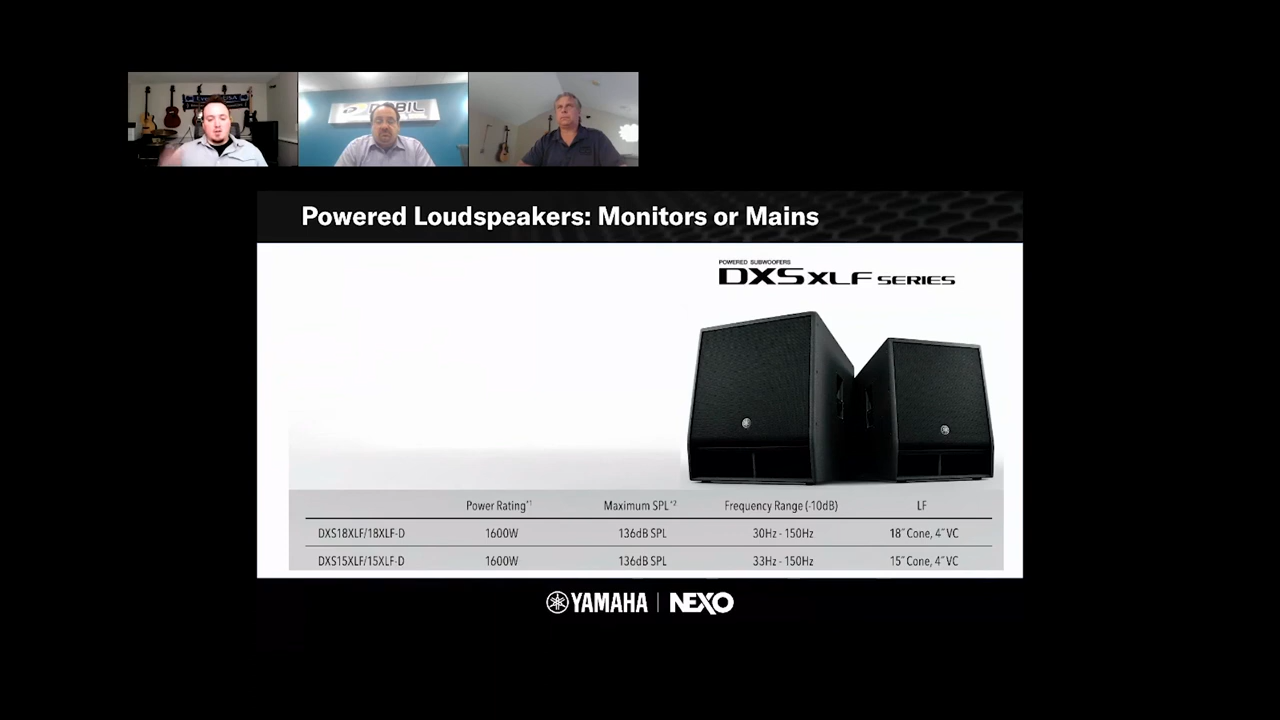 Powered Loudspeakers: Monitors or Mains
POWERED SUBWOOFERS
DXSXLF SERIES
Power Rating*1 Maximum SPL*2 Frequency Range (-10dB) LF
DXS18XLF/18XLF-D 1600W 136dB SPL 30Hz - 150Hz 18˝ Cone, 4˝ VC
DXS15XLF/15XLF-D 1600W 136dB SPL 33Hz - 150Hz 15˝ Cone, 4˝ VC
YAMAHA | NEXO